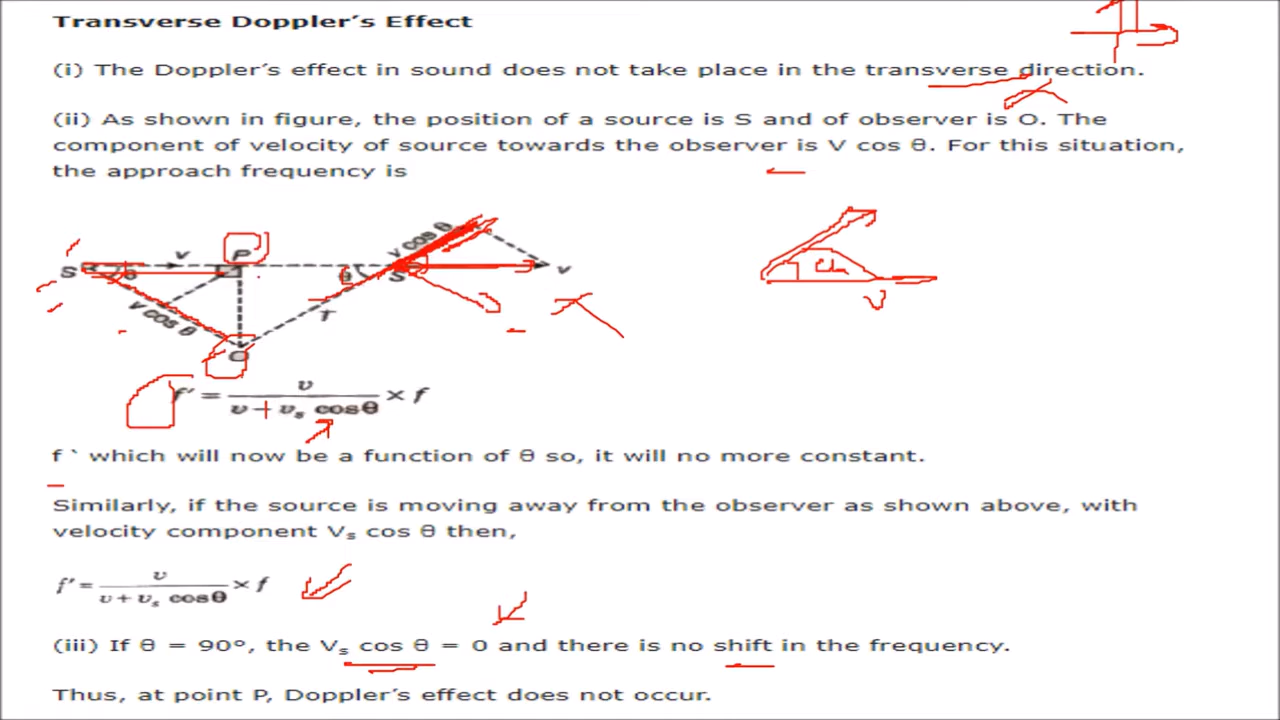 Transverse Doppler's Effect
(i) The Doppler's effect in sound does not take place in the transverse direction.
(ii) As shown in figure, the position of a source is S and of observer is O. The
component of velocity of source towards the observer is V cos θ. For this situation,
the approach frequency is
S θ v P θ v cos θ S v
v cos θ O T
f' = v / (v + vs cosθ) × f
f ` which will now be a function of θ so, it will no more constant.
Similarly, if the source is moving away from the observer as shown above, with
velocity component Vs cos θ then,
f' = v / (v + vs cosθ) × f
(iii) If θ = 90°, the Vs cos θ = 0 and there is no shift in the frequency.
Thus, at point P, Doppler's effect does not occur.